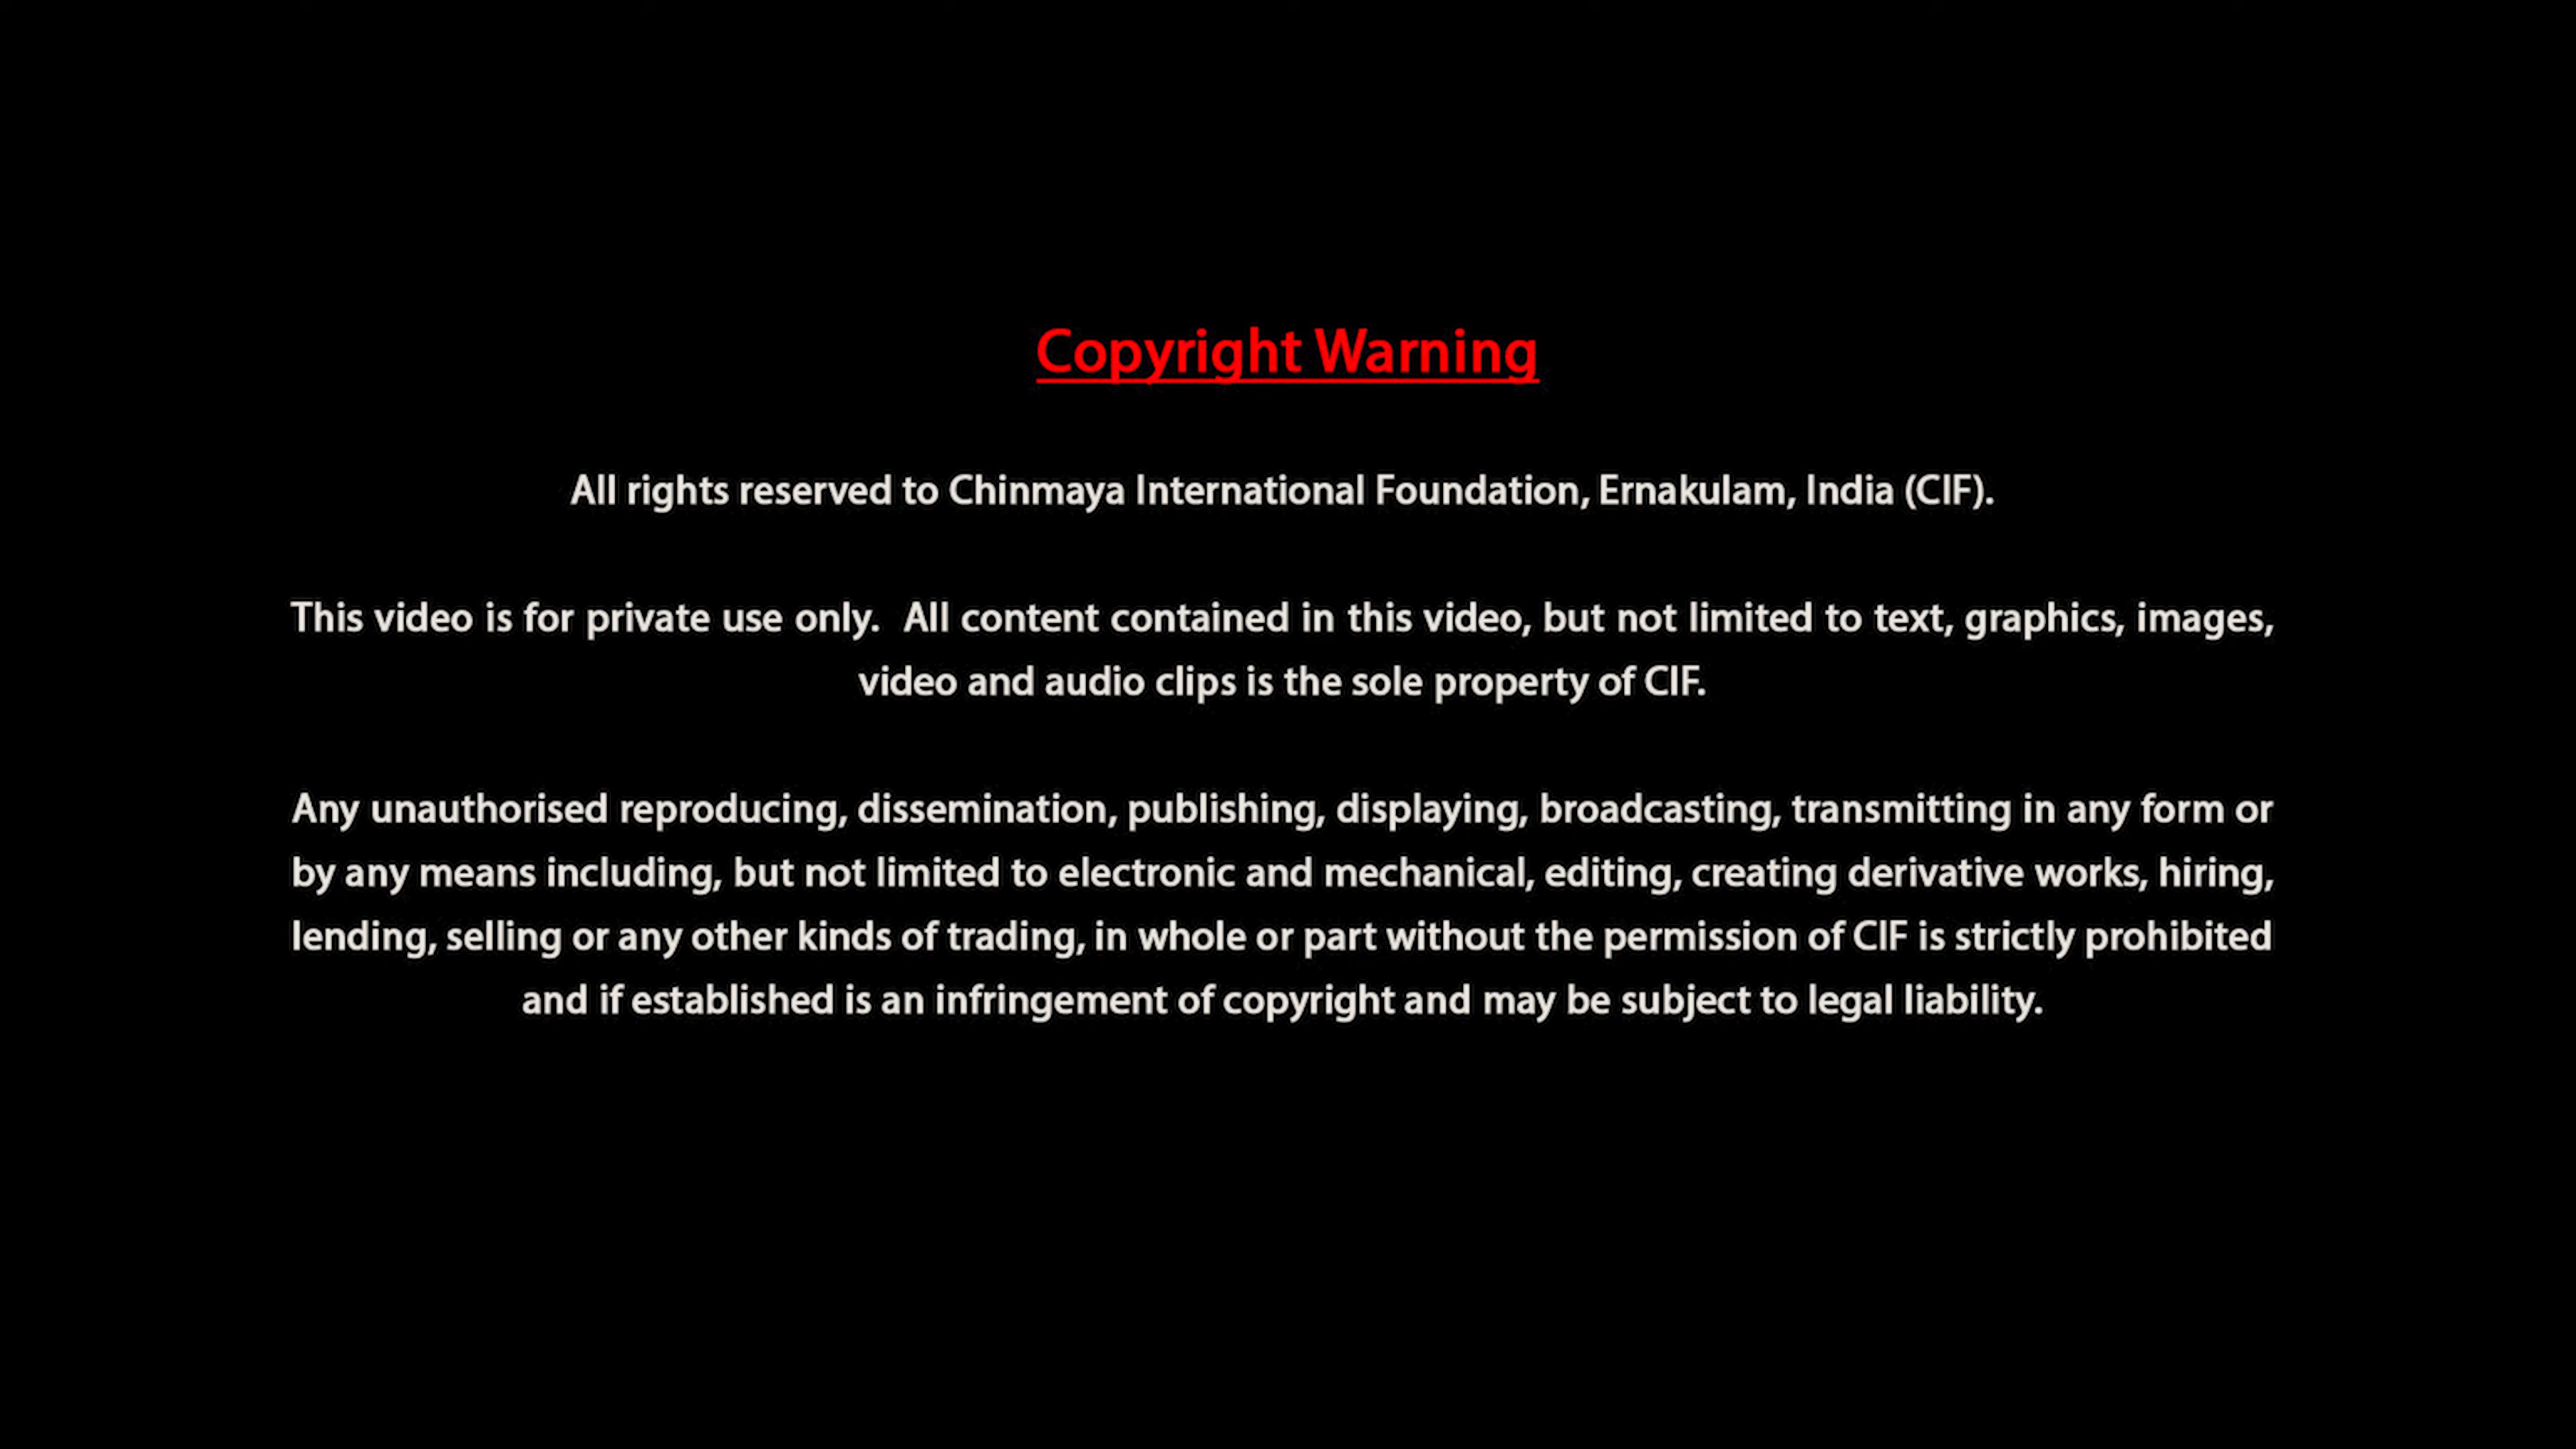 Copyright Warning
All rights reserved to Chinmaya International Foundation, Ernakulam, India (CIF).
This video is for private use only.  All content contained in this video, but not limited to text, graphics, images,
video and audio clips is the sole property of CIF.
Any unauthorised reproducing, dissemination, publishing, displaying, broadcasting, transmitting in any form or
by any means including, but not limited to electronic and mechanical, editing, creating derivative works, hiring,
lending, selling or any other kinds of trading, in whole or part without the permission of CIF is strictly prohibited
and if established is an infringement of copyright and may be subject to legal liability.